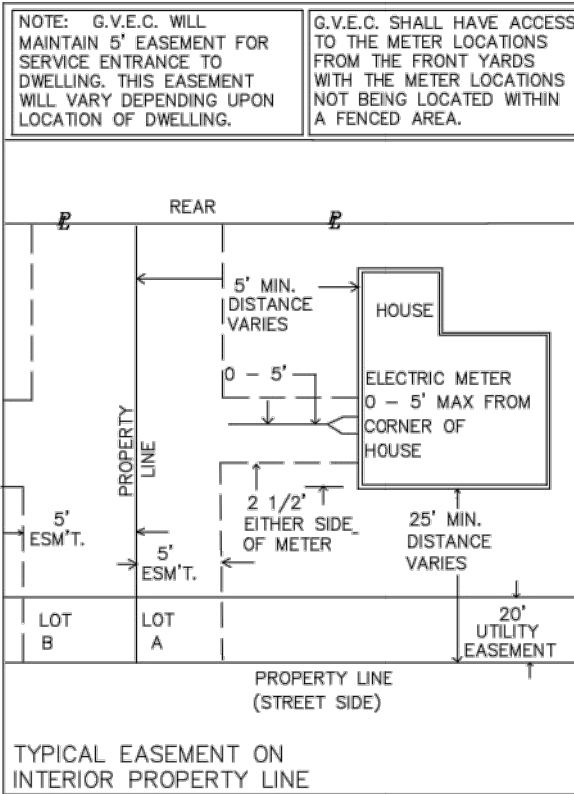 NOTE: G.V.E.C. WILL
MAINTAIN 5' EASEMENT FOR
SERVICE ENTRANCE TO
DWELLING. THIS EASEMENT
WILL VARY DEPENDING UPON
LOCATION OF DWELLING.
G.V.E.C. SHALL HAVE ACCESS
TO THE METER LOCATIONS
FROM THE FRONT YARDS
WITH THE METER LOCATIONS
NOT BEING LOCATED WITHIN
A FENCED AREA.
REAR
PL
PL
5' MIN.
DISTANCE
VARIES
HOUSE
0 - 5'
ELECTRIC METER
0 - 5' MAX FROM
CORNER OF
HOUSE
PROPERTY
LINE
2 1/2'
EITHER SIDE
OF METER
25' MIN.
DISTANCE
VARIES
5'
ESM'T.
5'
ESM'T.
LOT
B
LOT
A
20'
UTILITY
EASEMENT
PROPERTY LINE
(STREET SIDE)
TYPICAL EASEMENT ON
INTERIOR PROPERTY LINE